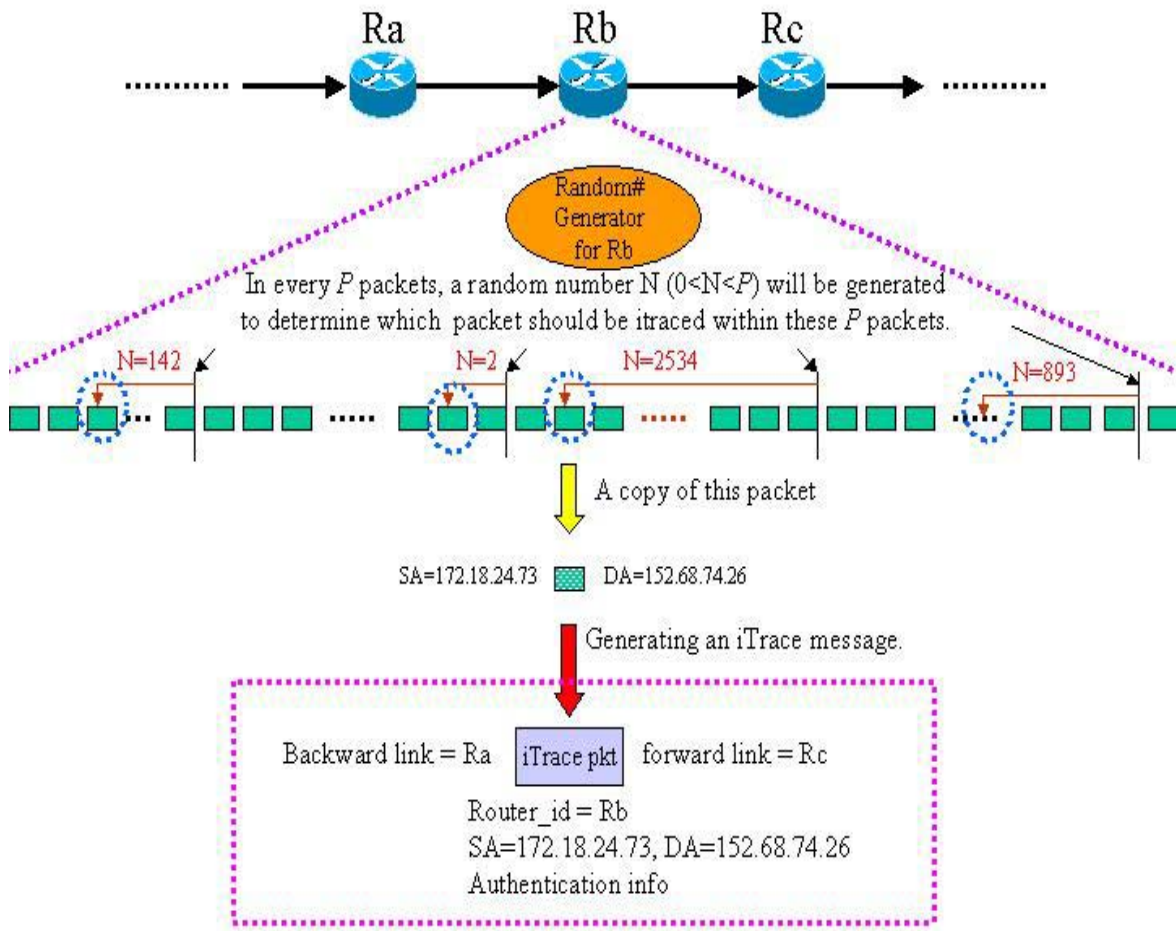 Ra Rb Rc
Random#
Generator
for Rb
In every P packets, a random number N (0<N<P) will be generated
to determine which packet should be itraced within these P packets.
N=142 N=2 N=2534 N=893
A copy of this packet
SA=172.18.24.73 DA=152.68.74.26
Generating an iTrace message.
Backward link = Ra iTrace pkt forward link = Rc
Router_id = Rb
SA=172.18.24.73, DA=152.68.74.26
Authentication info